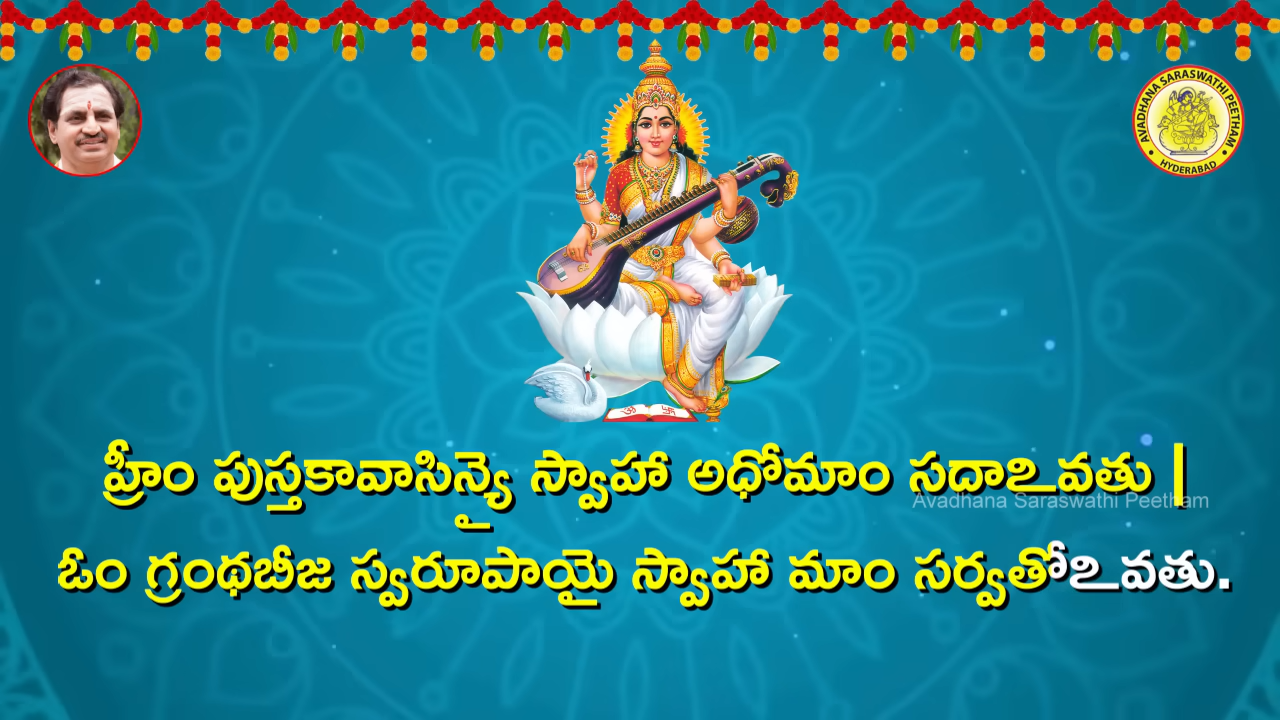 AVADHANA SARASWATHI PEETHAM
HYDERABAD
హ్రీం పుస్తకావాసిన్యై స్వాహా అధోమాం సదాఽవతు |
Avadhana Saraswathi Peetham
ఓం గ్రంథబీజ స్వరూపాయై స్వాహా మాం సర్వతోఽవతు.